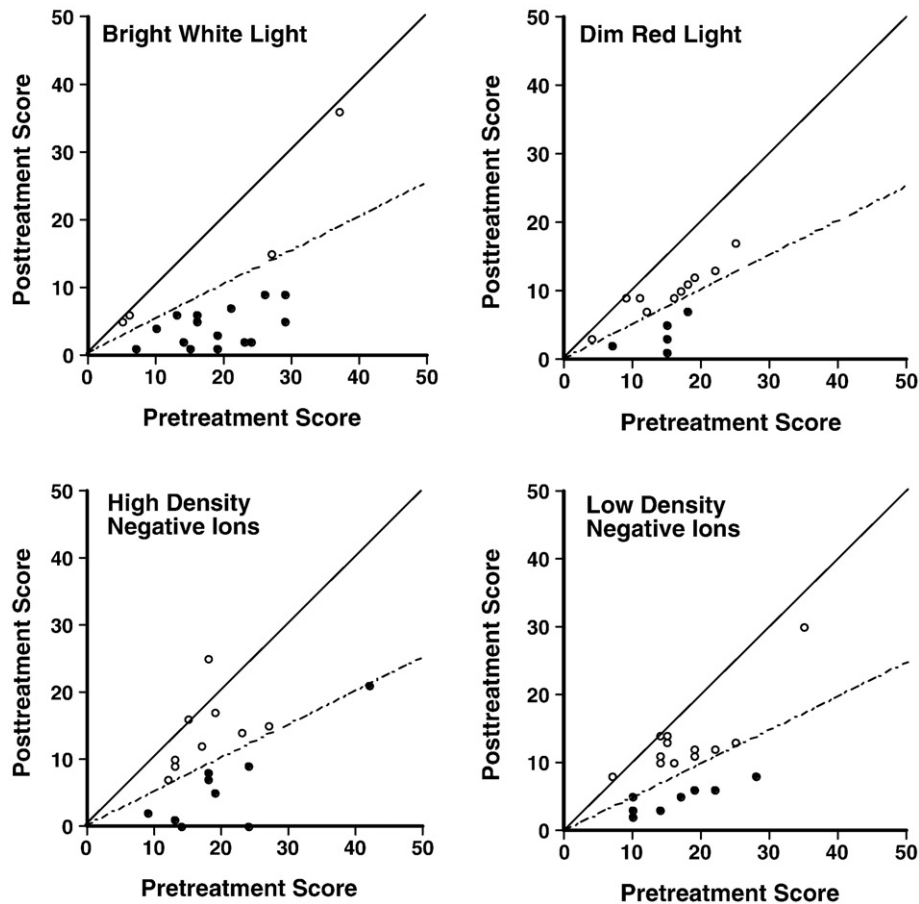 Bright White Light
Posttreatment Score
50
40
30
20
10
0
0 10 20 30 40 50
Pretreatment Score
Dim Red Light
Posttreatment Score
50
40
30
20
10
0
0 10 20 30 40 50
Pretreatment Score
High Density
Negative Ions
Posttreatment Score
50
40
30
20
10
0
0 10 20 30 40 50
Pretreatment Score
Low Density
Negative Ions
Posttreatment Score
50
40
30
20
10
0
0 10 20 30 40 50
Pretreatment Score